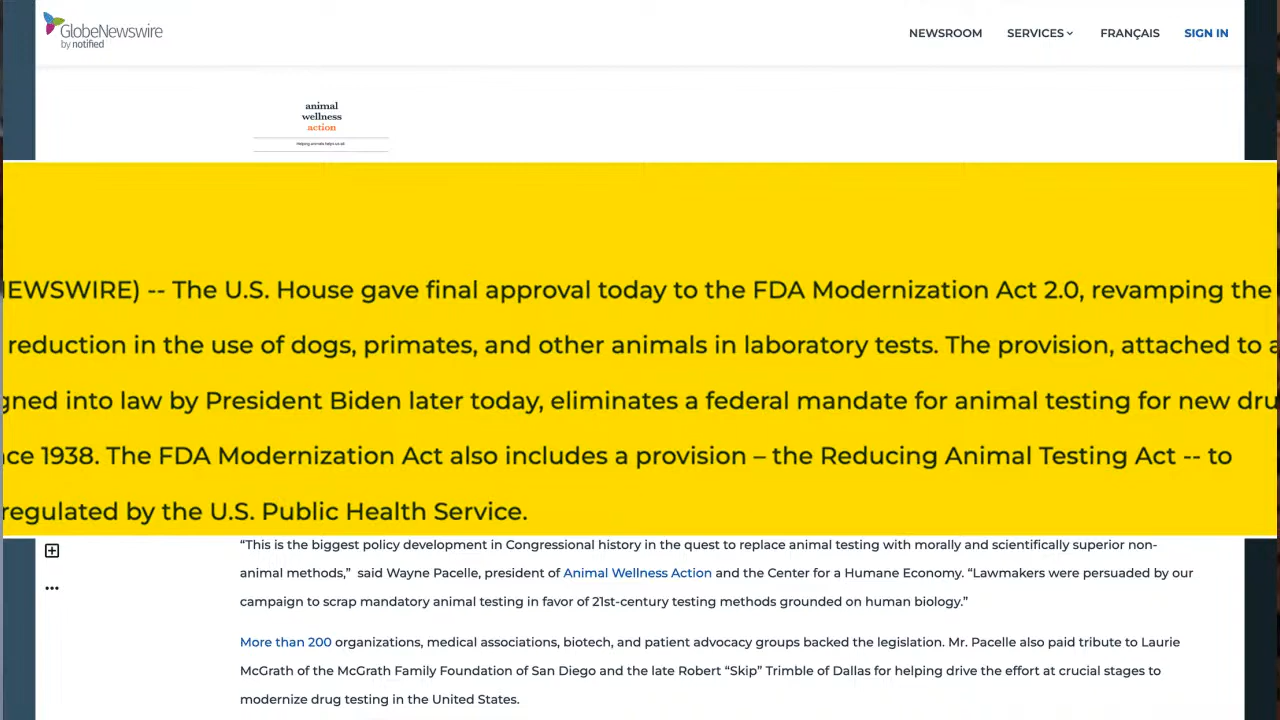 GlobeNewswire
by notified
NEWSROOM SERVICES FRANÇAIS SIGN IN
animal
wellness
action
Helping animals helps us all
EWSWIRE) -- The U.S. House gave final approval today to the FDA Modernization Act 2.0, revamping the
reduction in the use of dogs, primates, and other animals in laboratory tests. The provision, attached to a
gned into law by President Biden later today, eliminates a federal mandate for animal testing for new dru
ce 1938. The FDA Modernization Act also includes a provision – the Reducing Animal Testing Act -- to
regulated by the U.S. Public Health Service.
“This is the biggest policy development in Congressional history in the quest to replace animal testing with morally and scientifically superior non-
animal methods,” said Wayne Pacelle, president of Animal Wellness Action and the Center for a Humane Economy. “Lawmakers were persuaded by our
campaign to scrap mandatory animal testing in favor of 21st-century testing methods grounded on human biology.”
More than 200 organizations, medical associations, biotech, and patient advocacy groups backed the legislation. Mr. Pacelle also paid tribute to Laurie
McGrath of the McGrath Family Foundation of San Diego and the late Robert “Skip” Trimble of Dallas for helping drive the effort at crucial stages to
modernize drug testing in the United States.